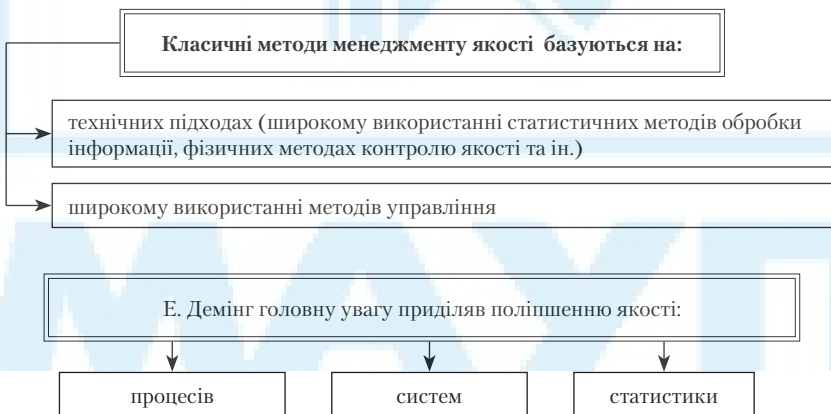 Класичні методи менеджменту якості базуються на:
технічних підходах (широкому використанні статистичних методів обробки
інформації, фізичних методах контролю якості та ін.)
широкому використанні методів управління
МАУП
Е. Демінг головну увагу приділяв поліпшенню якості:
процесів
систем
статистики